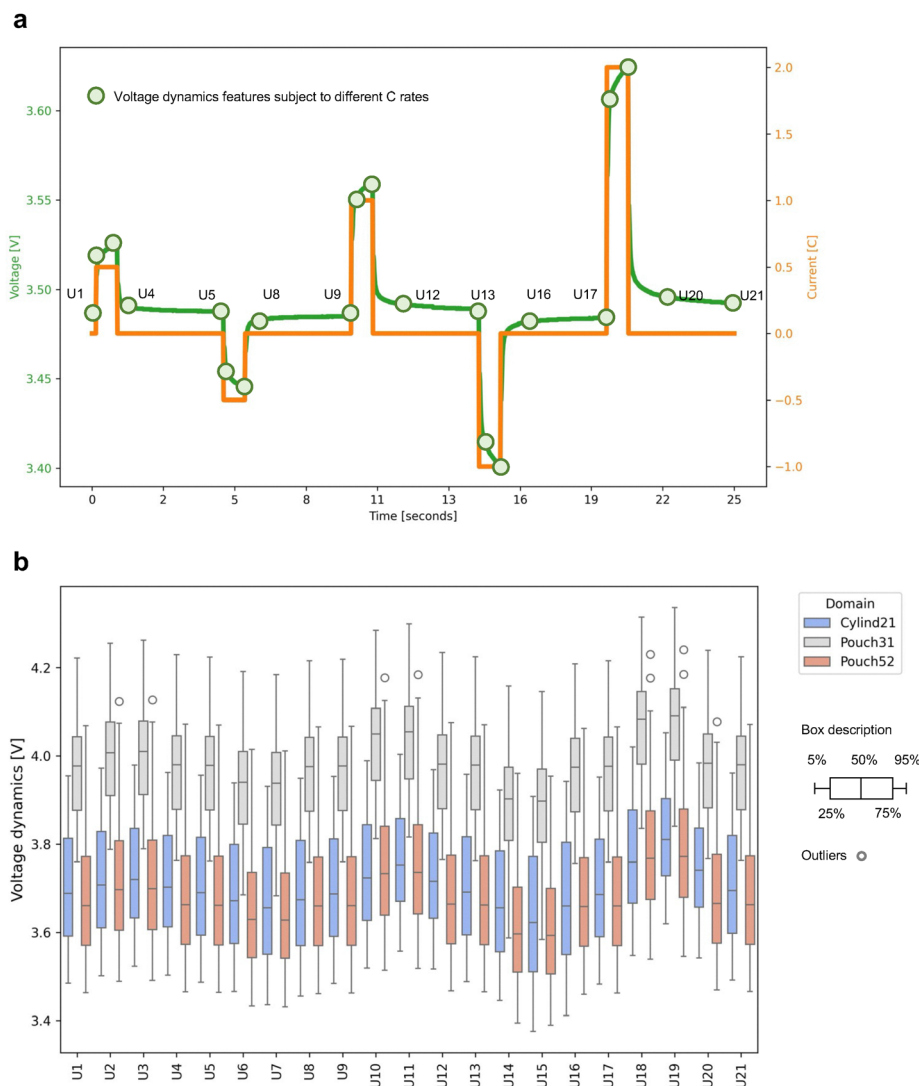 a
Voltage dynamics features subject to different C rates
Voltage [V]
3.60
3.55
3.50
3.45
3.40
U1
U4
U5
U8
U9
U12
U13
U16
U17
U20
U21
2.0
1.5
1.0
0.5
0.0
−0.5
−1.0
Current [C]
0
2
5
8
11
13
16
19
22
25
Time [seconds]
b
Voltage dynamics [V]
4.2
4.0
3.8
3.6
3.4
U1
U2
U3
U4
U5
U6
U7
U8
U9
U10
U11
U12
U13
U14
U15
U16
U17
U18
U19
U20
U21
Domain
Cylind21
Pouch31
Pouch52
Box description
5% 50% 95%
25% 75%
Outliers